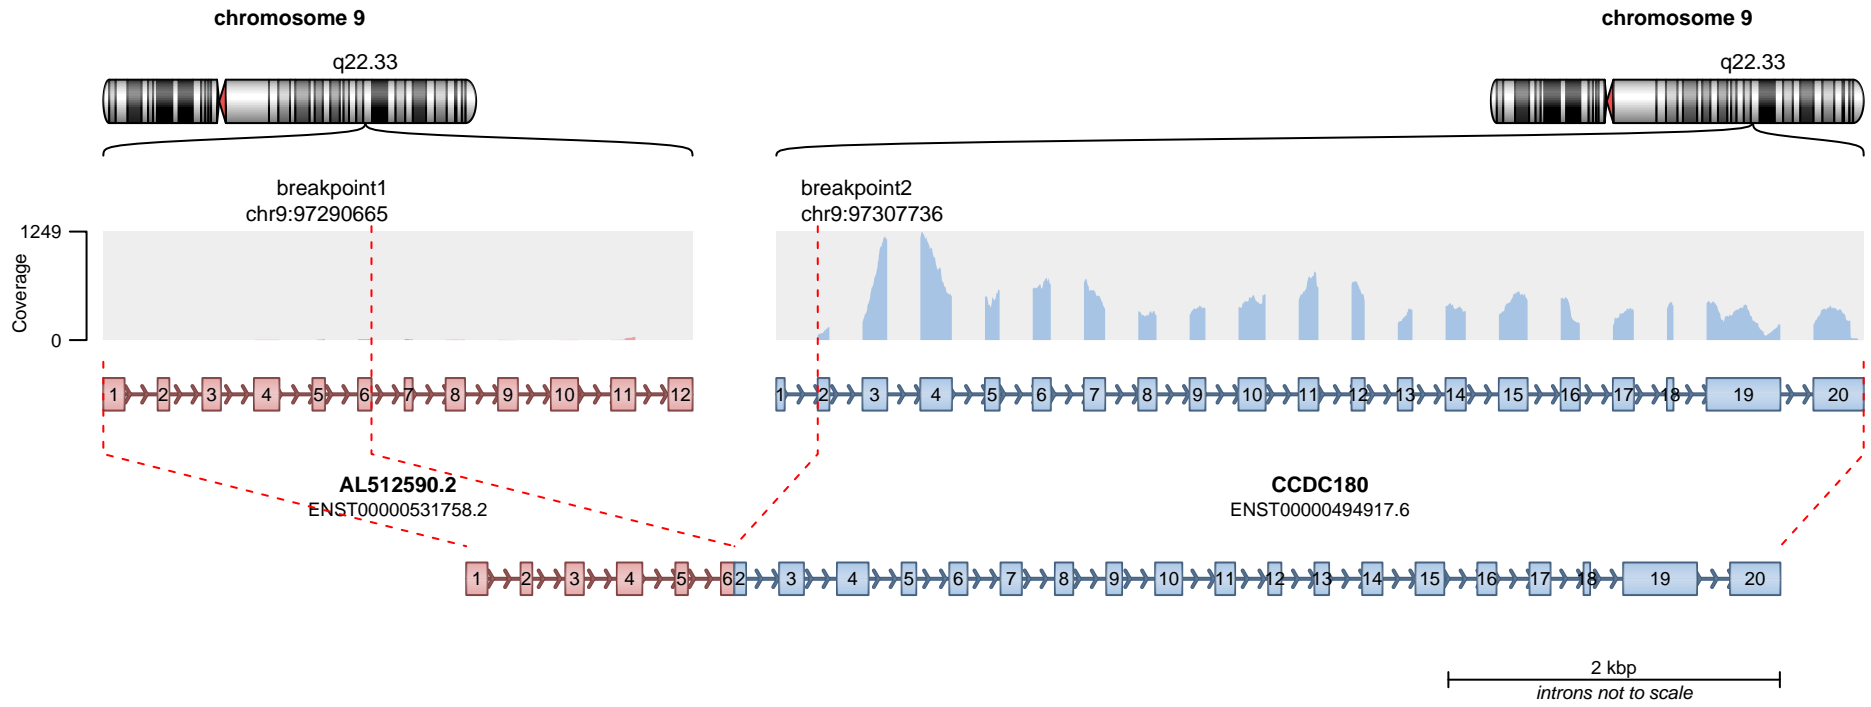 chromosome 9 chromosome 9
q22.33 q22.33
breakpoint1 breakpoint2
chr9:97290665 chr9:97307736
1249
Coverage
0
1 2 3 4 5 6 7 8 9 10 11 12 1 2 3 4 5 6 7 8 9 10 11 12 13 14 15 16 17 18 19 20
AL512590.2 CCDC180
ENST00000531758.2 ENST00000494917.6
1 2 3 4 5 6 2 3 4 5 6 7 8 9 10 11 12 13 14 15 16 17 18 19 20
2 kbp
introns not to scale